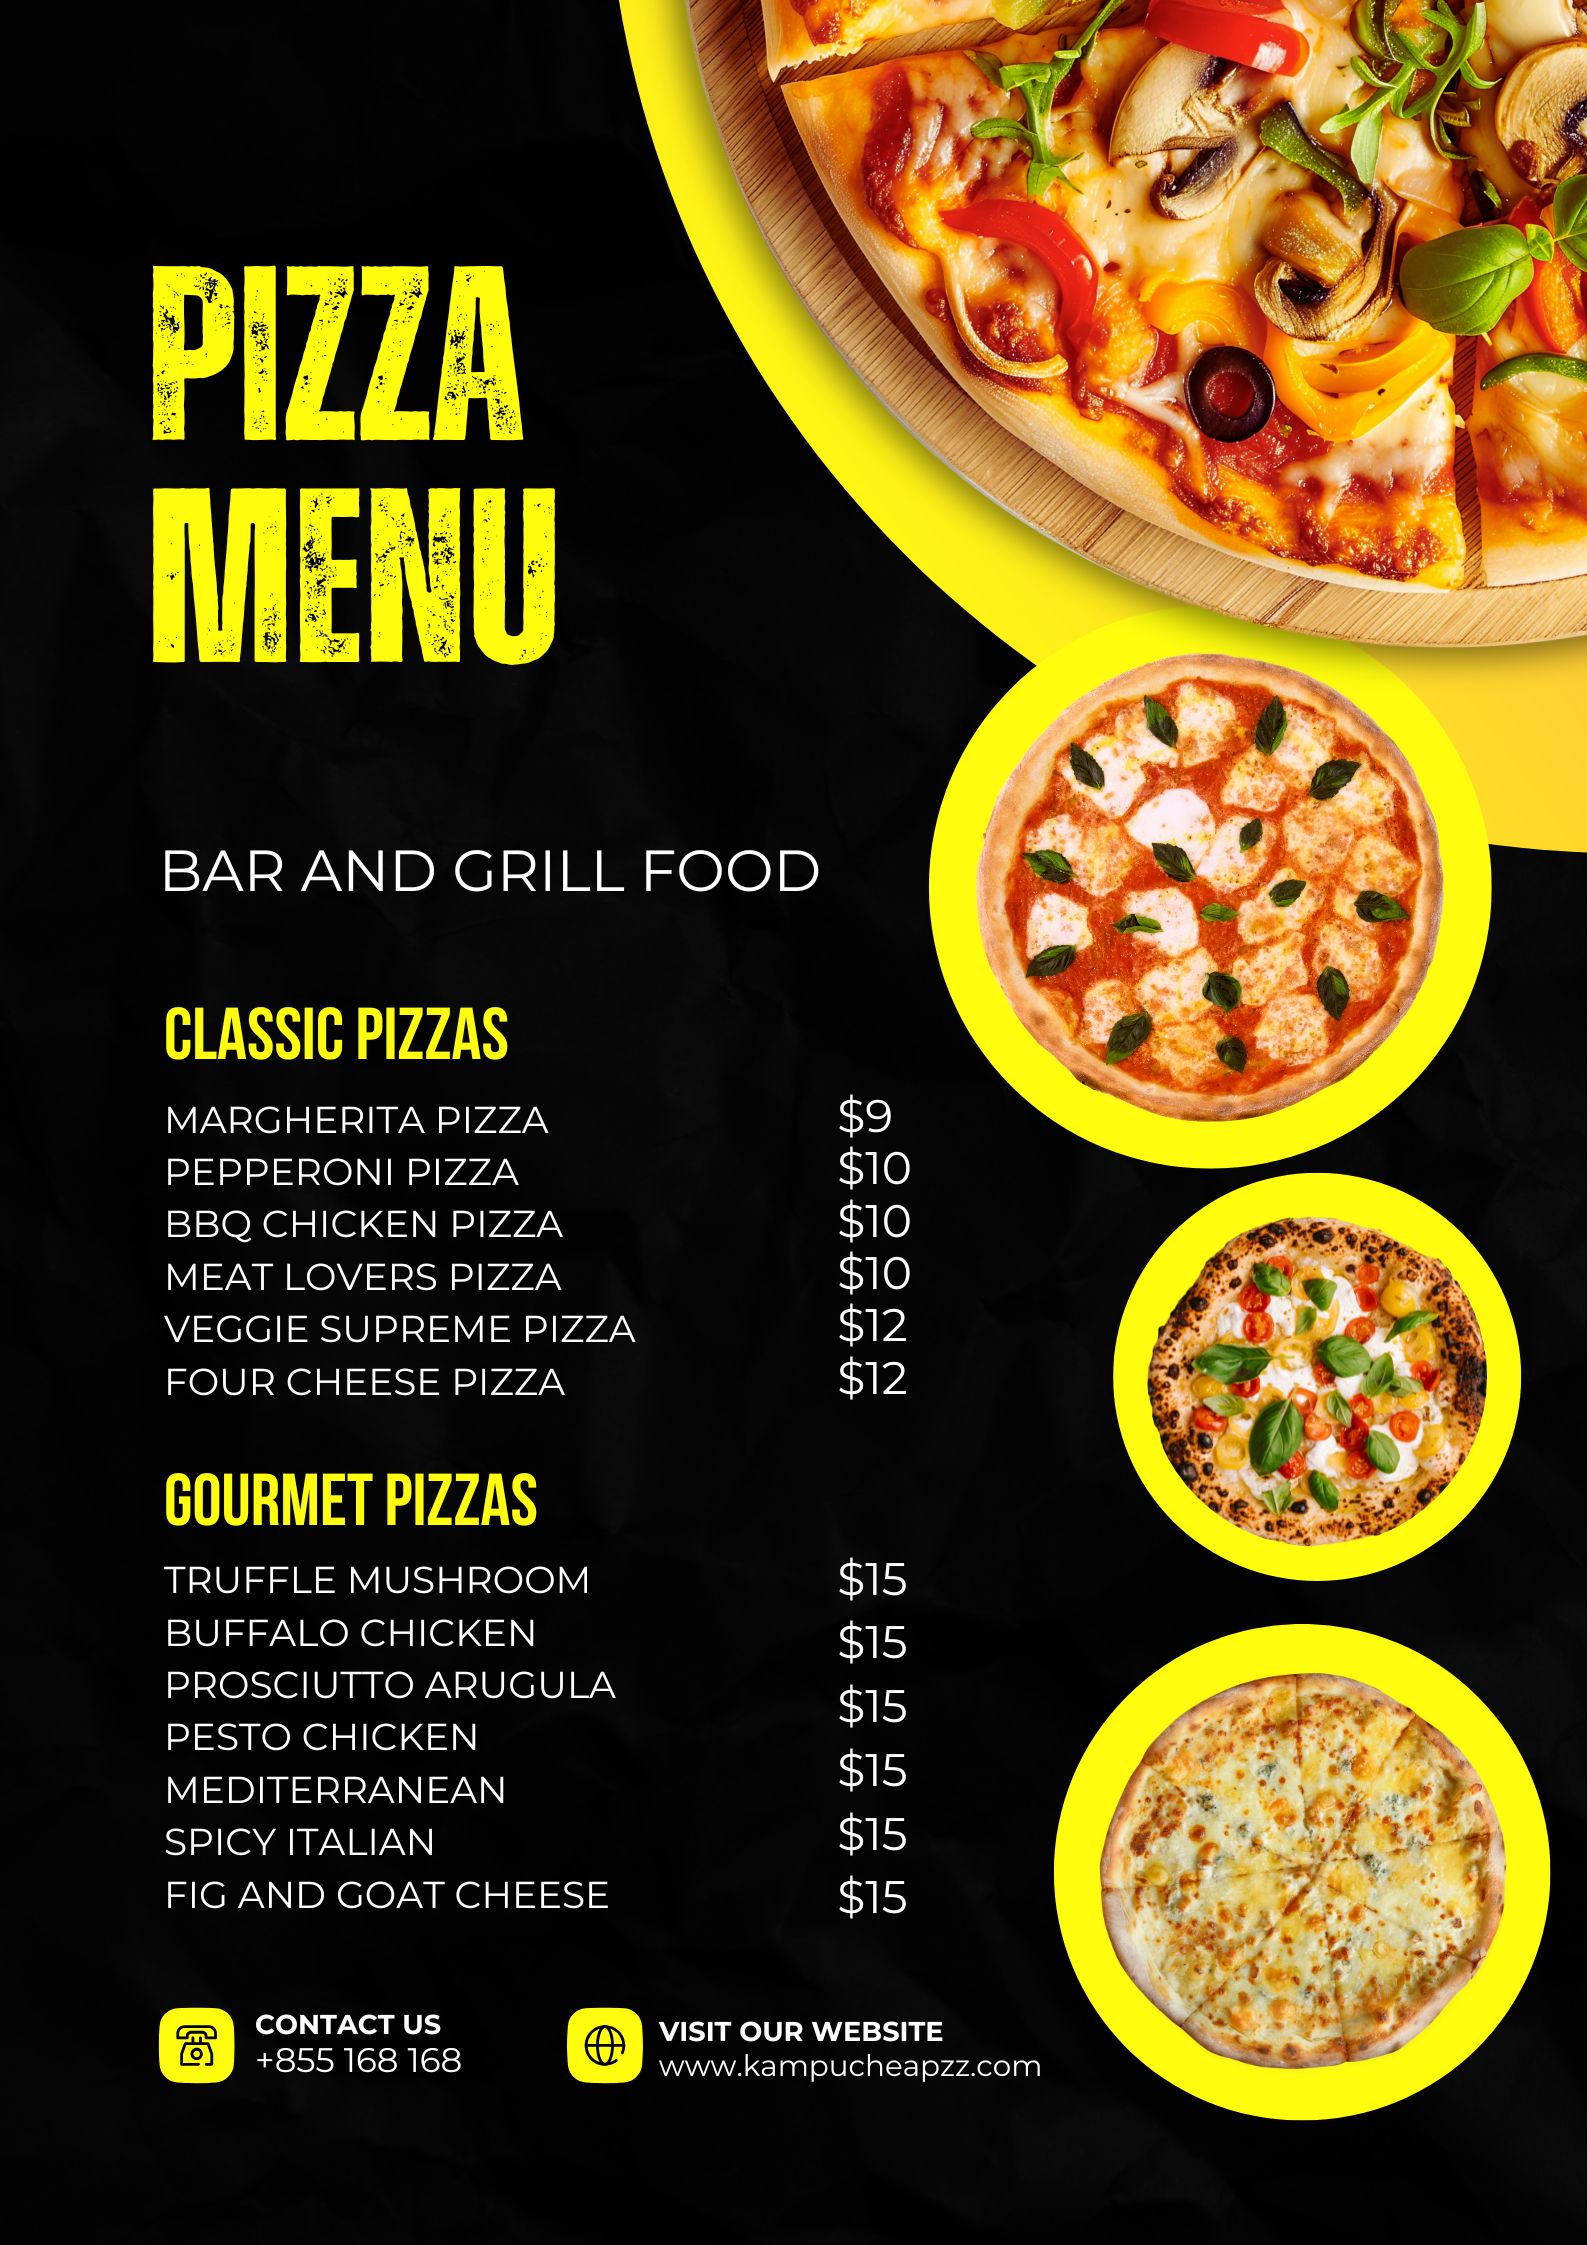 PIZZA
MENU
BAR AND GRILL FOOD
CLASSIC PIZZAS
MARGHERITA PIZZA $9
PEPPERONI PIZZA $10
BBQ CHICKEN PIZZA $10
MEAT LOVERS PIZZA $10
VEGGIE SUPREME PIZZA $12
FOUR CHEESE PIZZA $12
GOURMET PIZZAS
TRUFFLE MUSHROOM
BUFFALO CHICKEN
PROSCIUTTO ARUGULA
PESTO CHICKEN
MEDITERRANEAN
SPICY ITALIAN
FIG AND GOAT CHEESE
$15
$15
$15
$15
$15
$15
CONTACT US
+855 168 168
VISIT OUR WEBSITE
www.kampucheapzz.com